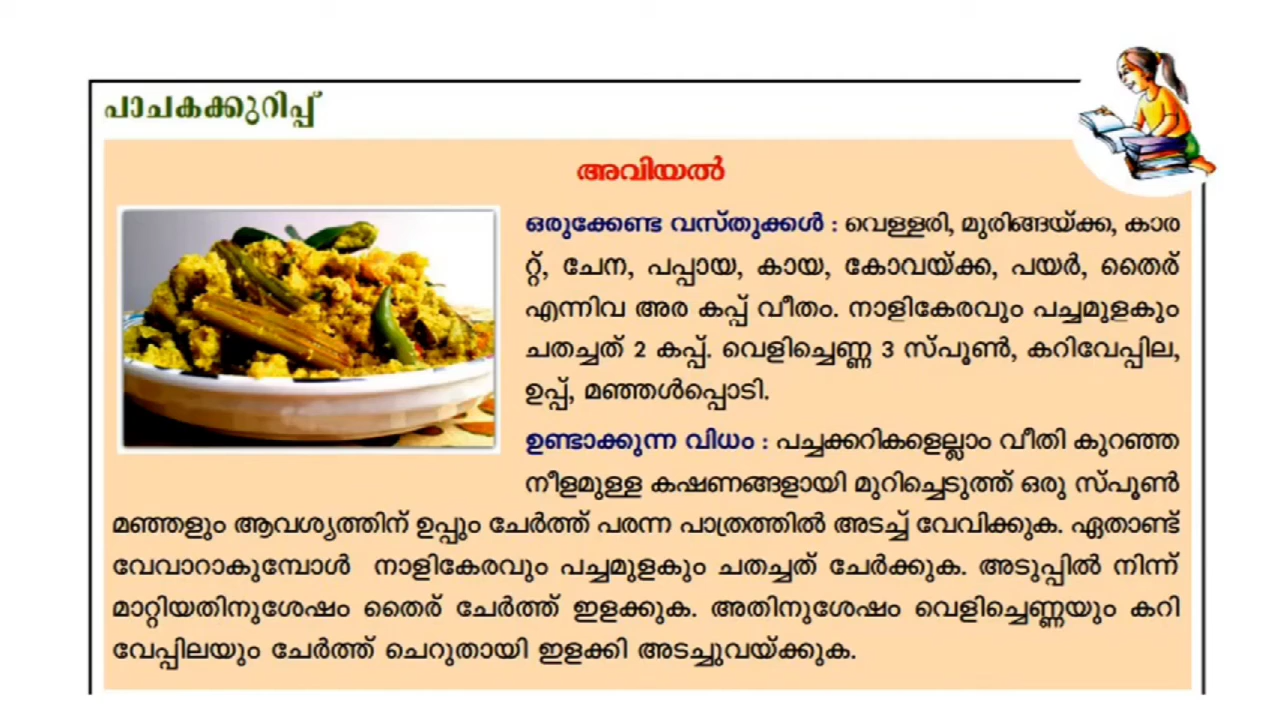 പാചകക്കുറിപ്പ്
അവിയൽ
ഒരുക്കേണ്ട വസ്തുക്കൾ : വെള്ളരി, മുരിങ്ങയ്ക്ക, കാര
റ്റ്, ചേന, പപ്പായ, കായ, കോവയ്ക്ക, പയർ, തൈര്
എന്നിവ അര കപ്പ് വീതം. നാളികേരവും പച്ചമുളകും
ചതച്ചത് 2 കപ്പ്. വെളിച്ചെണ്ണ 3 സ്പൂൺ, കറിവേപ്പില,
ഉപ്പ്, മഞ്ഞൾപ്പൊടി.
ഉണ്ടാക്കുന്ന വിധം : പച്ചക്കറികളെല്ലാം വീതി കുറഞ്ഞ
നീളമുള്ള കഷണങ്ങളായി മുറിച്ചെടുത്ത് ഒരു സ്പൂൺ
മഞ്ഞളും ആവശ്യത്തിന് ഉപ്പും ചേർത്ത് പരന്ന പാത്രത്തിൽ അടച്ച് വേവിക്കുക. ഏതാണ്ട്
വേവാറാകുമ്പോൾ നാളികേരവും പച്ചമുളകും ചതച്ചത് ചേർക്കുക. അടുപ്പിൽ നിന്ന്
മാറ്റിയതിനുശേഷം തൈര് ചേർത്ത് ഇളക്കുക. അതിനുശേഷം വെളിച്ചെണ്ണയും കറി
വേപ്പിലയും ചേർത്ത് ചെറുതായി ഇളക്കി അടച്ചുവയ്ക്കുക.